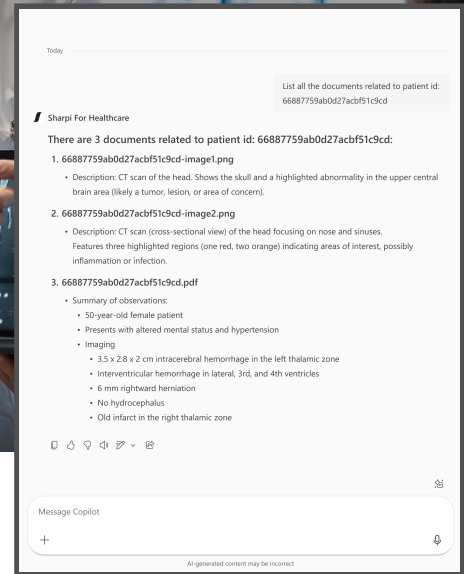 Today
List all the documents related to patient id:
66887759ab0d27acbf51c9cd
Sharpi For Healthcare
There are 3 documents related to patient id: 66887759ab0d27acbf51c9cd:
1. 66887759ab0d27acbf51c9cd-image1.png
• Description: CT scan of the head. Shows the skull and a highlighted abnormality in the upper central
brain area (likely a tumor, lesion, or area of concern).
2. 66887759ab0d27acbf51c9cd-image2.png
• Description: CT scan (cross-sectional view) of the head focusing on nose and sinuses.
Features three highlighted regions (one red, two orange) indicating areas of interest, possibly
inflammation or infection.
3. 66887759ab0d27acbf51c9cd.pdf
• Summary of observations:
• 50-year-old female patient
• Presents with altered mental status and hypertension
• Imaging
• 3.5 x 2.8 x 2 cm intracerebral hemorrhage in the left thalamic zone
• Interventricular hemorrhage in lateral, 3rd, and 4th ventricles
• 6 mm rightward herniation
• No hydrocephalus
• Old infarct in the right thalamic zone
Message Copilot
AI-generated content may be incorrect